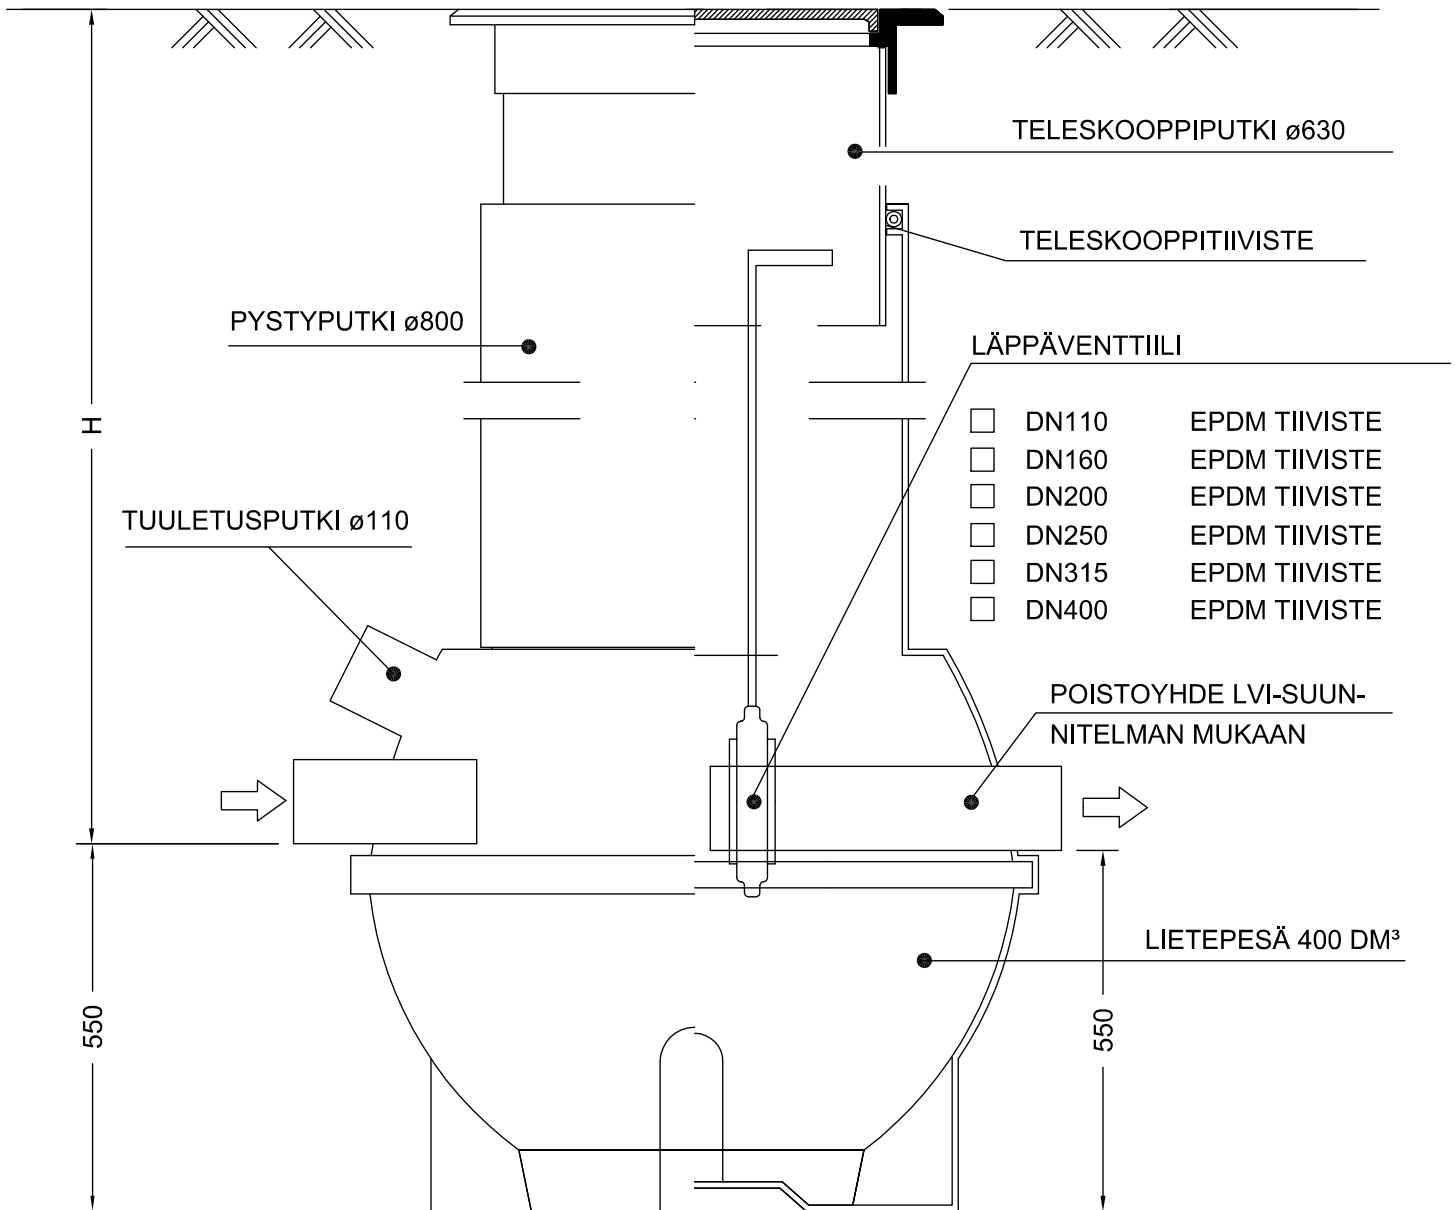 TELESKOOPPIPUTKI ø630
TELESKOOPPITIIVISTE
PYSTYPUTKI ø800
LÄPPÄVENTTIILI
H
DN110 EPDM TIIVISTE
DN160 EPDM TIIVISTE
DN200 EPDM TIIVISTE
DN250 EPDM TIIVISTE
DN315 EPDM TIIVISTE
DN400 EPDM TIIVISTE
TUULETUSPUTKI ø110
POISTOYHDE LVI-SUUN-
NITELMAN MUKAAN
LIETEPESÄ 400 DM³
550
550